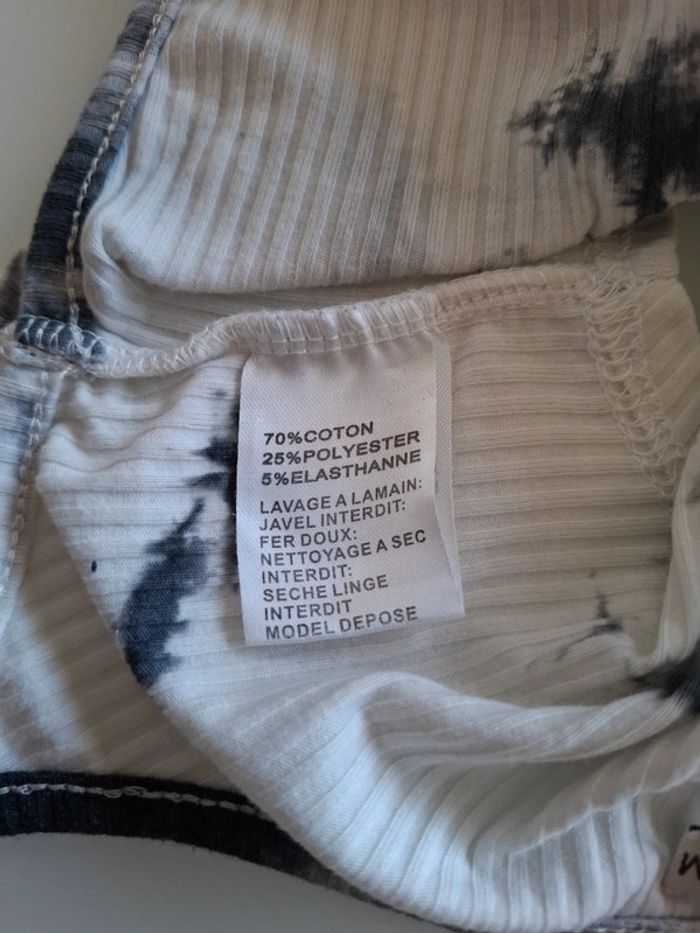 70%COTON
25%POLYESTER
5%ELASTHANNE
LAVAGE A LAMAIN:
JAVEL INTERDIT:
FER DOUX:
NETTOYAGE A SEC
INTERDIT:
SECHE LINGE
INTERDIT
MODEL DEPOSE